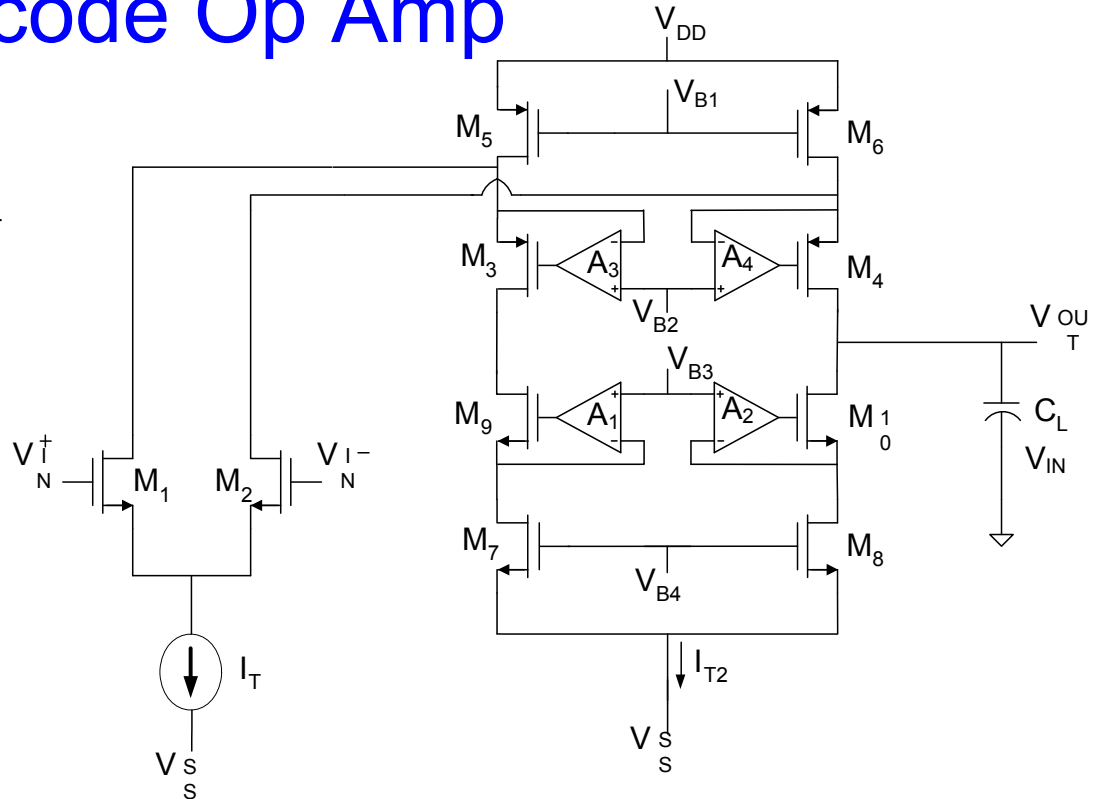 code Op Amp
VDD
VB1
M5
M6
M3
A3
A4
M4
VB2
VOUT
VB3
M9
A1
A2
M10
CL
VIN
VIN+
M1
M2
VIN−
M7
M8
VB4
IT
IT2
VSS
VSS